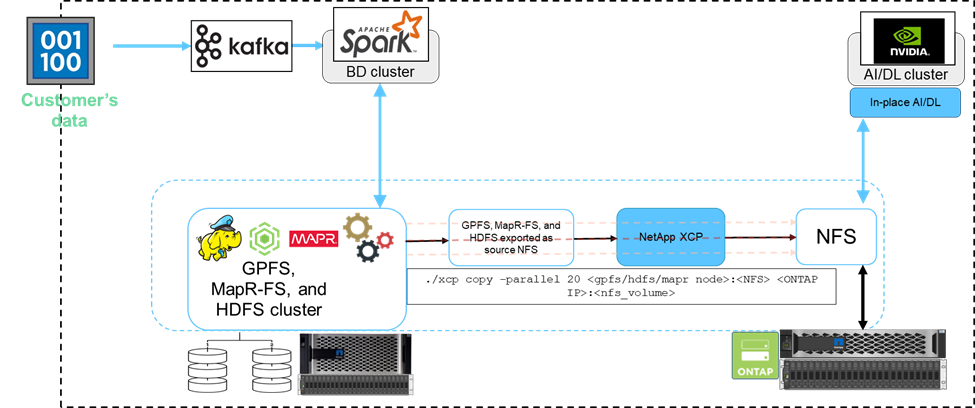 001
100
Customer's
data
kafka
APACHE
Spark™
BD cluster
NVIDIA.
AI/DL cluster
In-place AI/DL
MAPR
GPFS,
MapR-FS, and
HDFS cluster
GPFS, MapR-FS, and
HDFS exported as
source NFS
NetApp XCP
NFS
./xcp copy -parallel 20 <gpfs/hdfs/mapr node>:<NFS> <ONTAP
IP>:<nfs_volume>
ONTAP